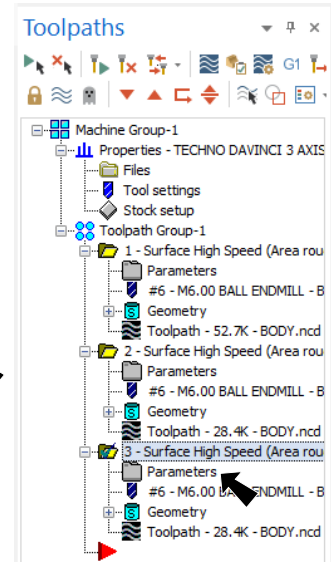 Toolpaths
G1
Machine Group-1
Properties - TECHNO DAVINCI 3 AXIS
Files
Tool settings
Stock setup
Toolpath Group-1
1 - Surface High Speed (Area rou
Parameters
#6 - M6.00 BALL ENDMILL - B
Geometry
Toolpath - 52.7K - BODY.ncd
2 - Surface High Speed (Area rou
Parameters
#6 - M6.00 BALL ENDMILL - B
Geometry
Toolpath - 28.4K - BODY.ncd
3 - Surface High Speed (Area rou
Parameters
#6 - M6.00 BALL ENDMILL - B
Geometry
Toolpath - 28.4K - BODY.ncd